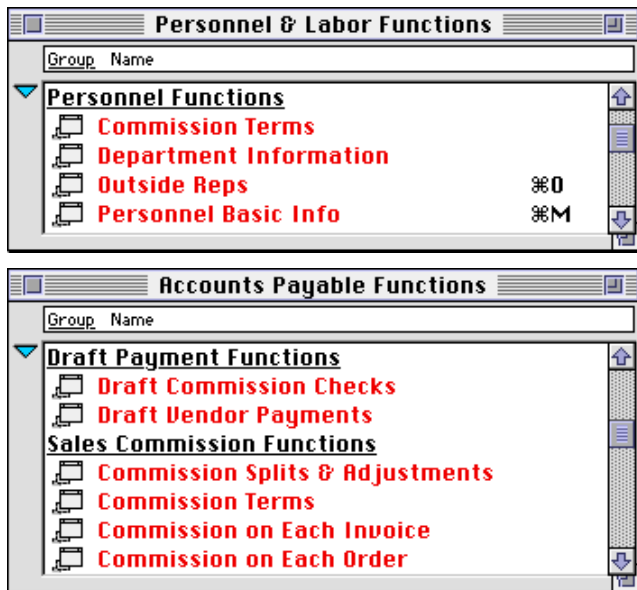 Personnel & Labor Functions
Group Name
Personnel Functions
Commission Terms
Department Information
Outside Reps ⌘O
Personnel Basic Info ⌘M
Accounts Payable Functions
Group Name
Draft Payment Functions
Draft Commission Checks
Draft Vendor Payments
Sales Commission Functions
Commission Splits & Adjustments
Commission Terms
Commission on Each Invoice
Commission on Each Order